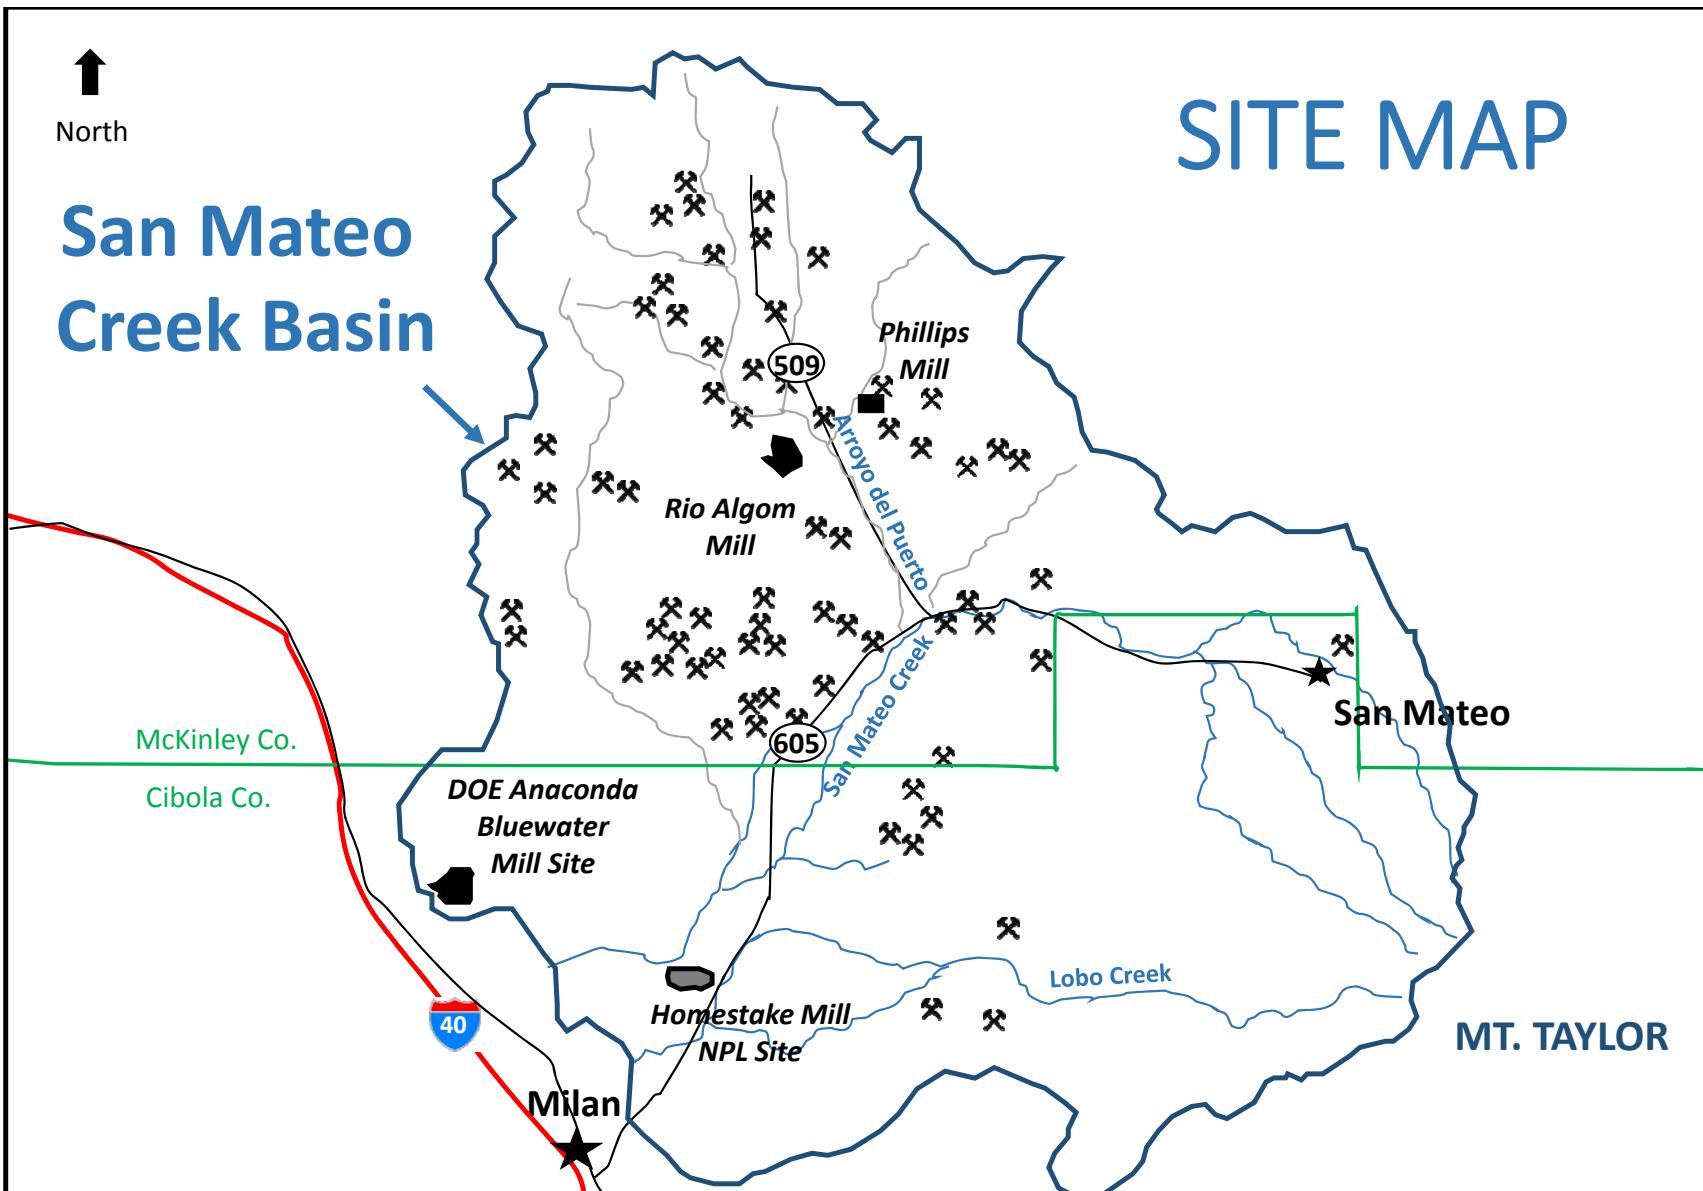 North
SITE MAP
San Mateo
Creek Basin
Phillips
Mill
509
Arroyo del Puerto
Rio Algom
Mill
San Mateo
San Mateo Creek
605
McKinley Co.
Cibola Co.
DOE Anaconda
Bluewater
Mill Site
Lobo Creek
Homestake Mill
NPL Site
40
MT. TAYLOR
Milan